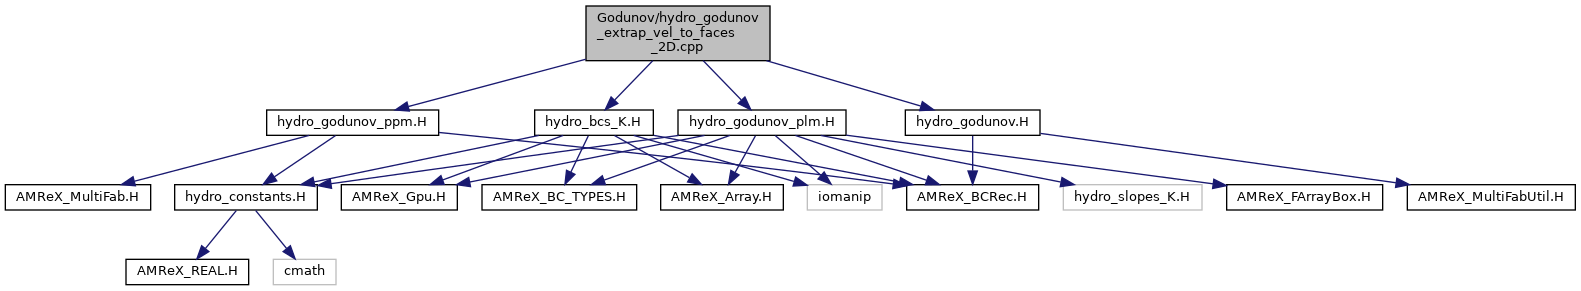 Godunov/hydro_godunov
_extrap_vel_to_faces
_2D.cpp
hydro_godunov_ppm.H
hydro_bcs_K.H
hydro_godunov_plm.H
hydro_godunov.H
AMReX_MultiFab.H
hydro_constants.H
AMReX_Gpu.H
AMReX_BC_TYPES.H
AMReX_Array.H
iomanip
AMReX_BCRec.H
hydro_slopes_K.H
AMReX_FArrayBox.H
AMReX_MultiFabUtil.H
AMReX_REAL.H
cmath